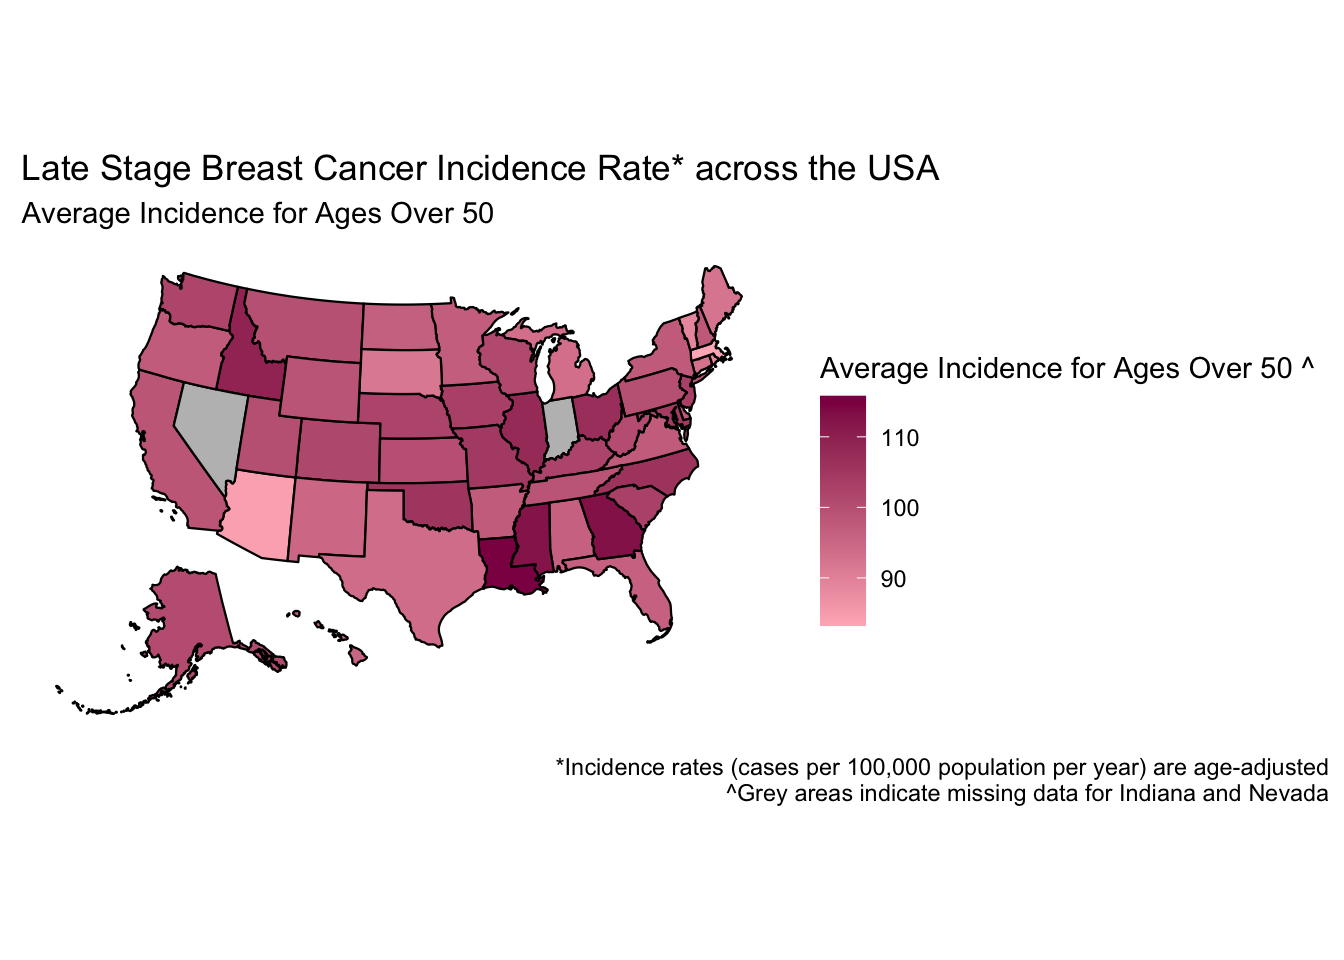 Late Stage Breast Cancer Incidence Rate* across the USA
Average Incidence for Ages Over 50
Average Incidence for Ages Over 50 ^
110
100
90
*Incidence rates (cases per 100,000 population per year) are age-adjusted
^Grey areas indicate missing data for Indiana and Nevada